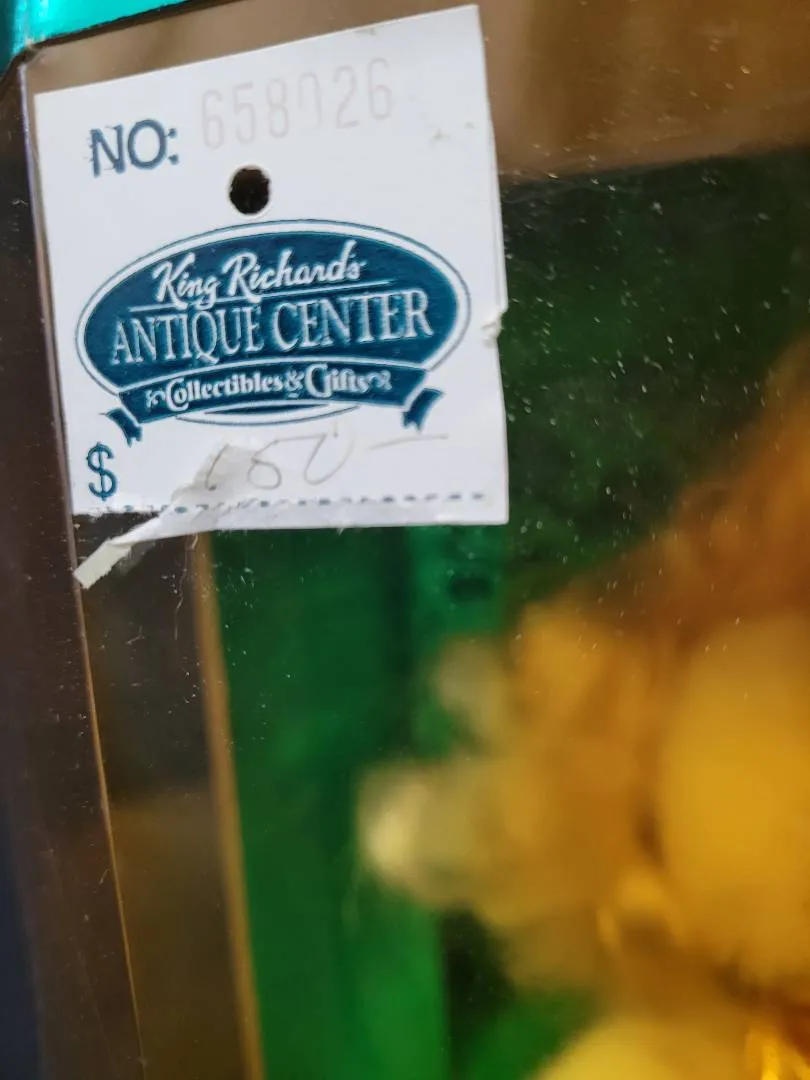 NO: 658026
King Richard's
ANTIQUE CENTER
Collectibles & Gifts
$